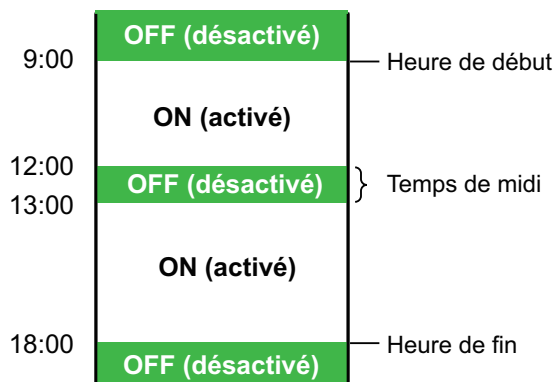 OFF (désactivé)
9:00
Heure de début
ON (activé)
12:00
OFF (désactivé)
Temps de midi
13:00
ON (activé)
18:00
Heure de fin
OFF (désactivé)